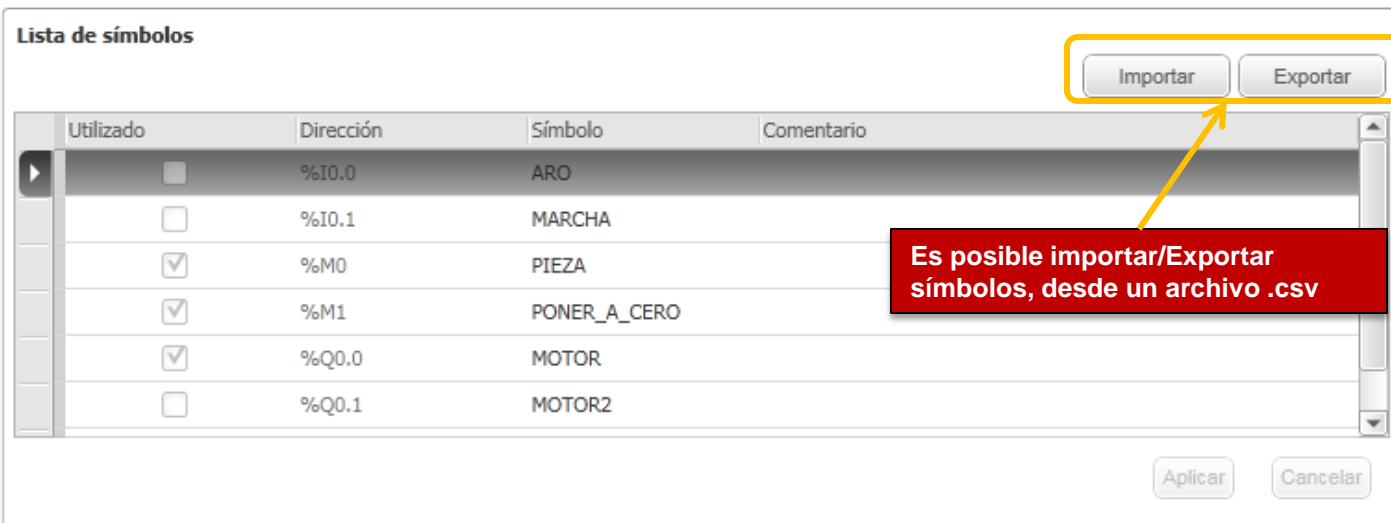 Lista de símbolos
Importar Exportar
Utilizado Dirección Símbolo Comentario
%I0.0 ARO
%I0.1 MARCHA
%M0 PIEZA
%M1 PONER_A_CERO
%Q0.0 MOTOR
%Q0.1 MOTOR2
Es posible importar/Exportar
símbolos, desde un archivo .csv
Aplicar Cancelar